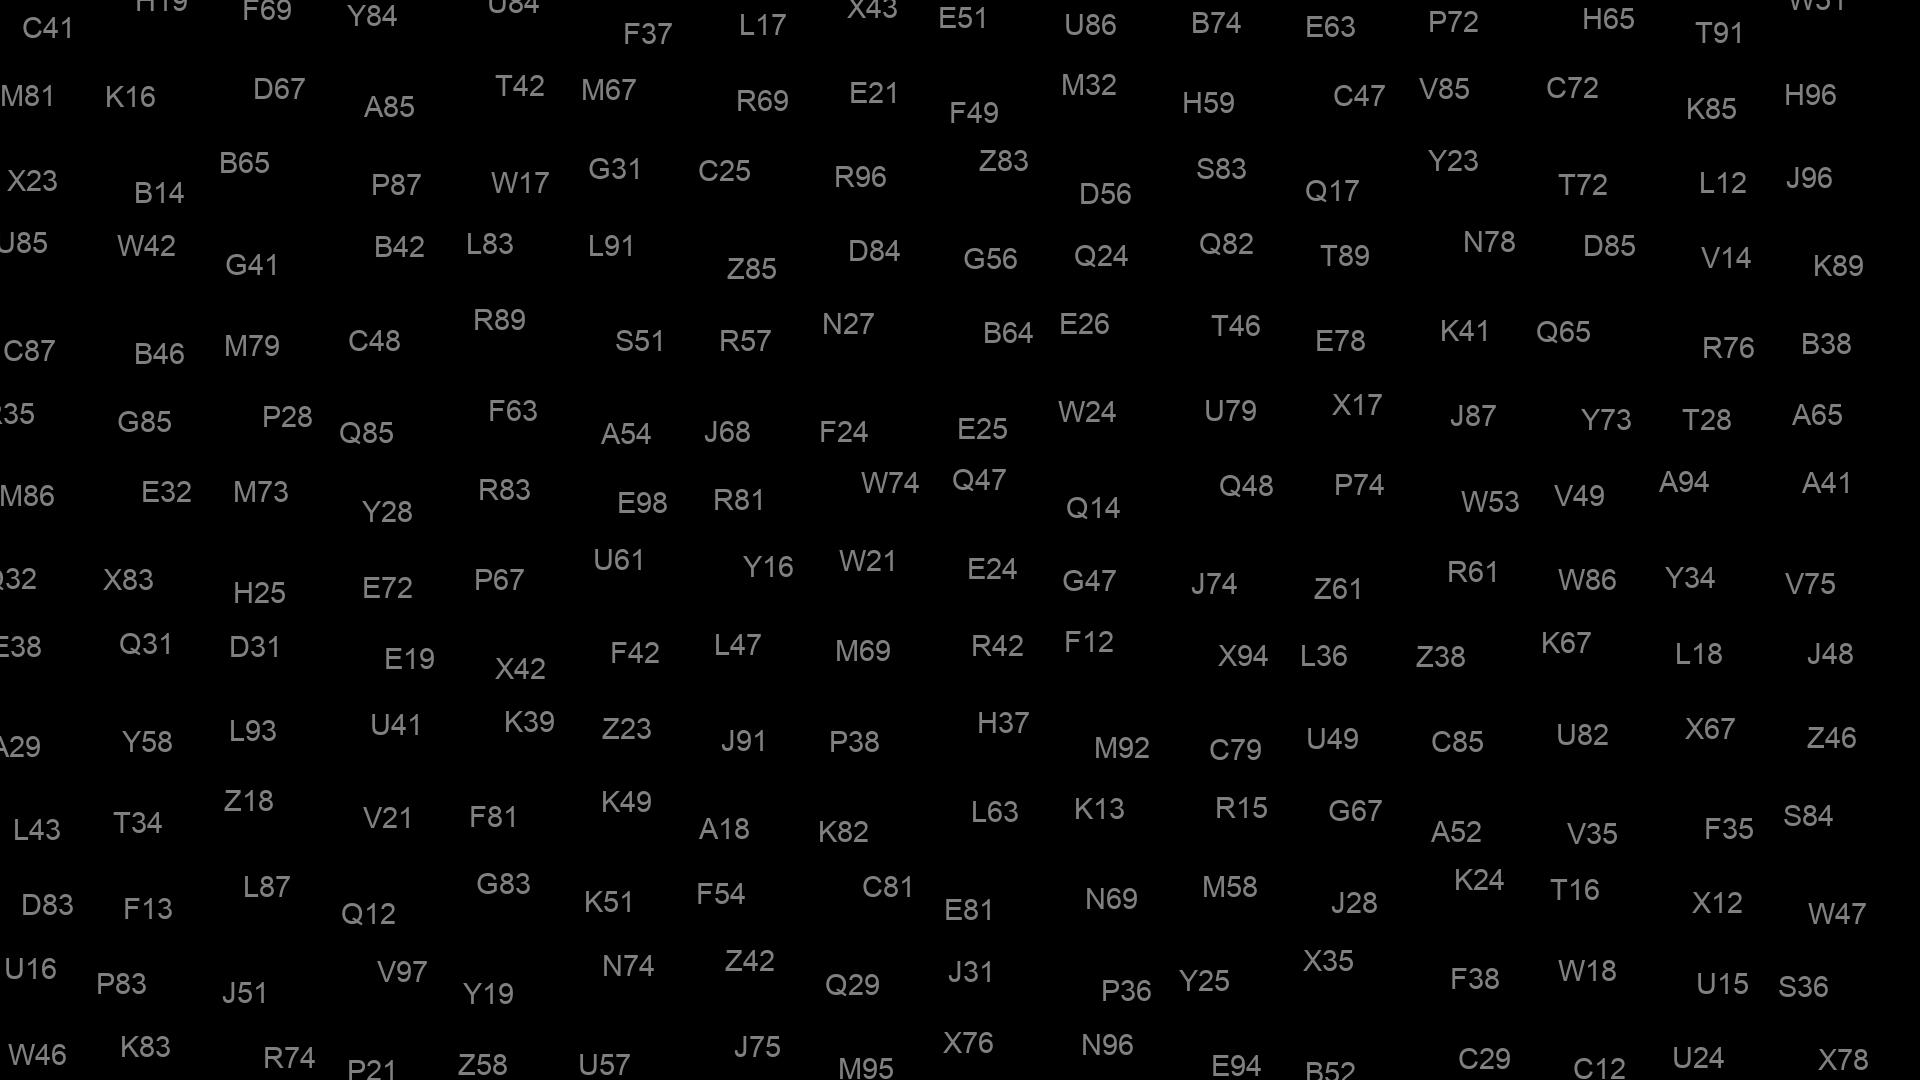 C41 H19 F69 Y84 U84 F37 L17 X43 E51 U86 B74 E63 P72 H65 T91 W51
M81 K16 D67 A85 T42 M67 R69 E21 F49 M32 H59 C47 V85 C72 K85 H96
X23 B14 B65 P87 W17 G31 C25 R96 Z83 D56 S83 Q17 Y23 T72 L12 J96
U85 W42 G41 B42 L83 L91 Z85 D84 G56 Q24 Q82 T89 N78 D85 V14 K89
C87 B46 M79 C48 R89 S51 R57 N27 B64 E26 T46 E78 K41 Q65 R76 B38
35 G85 P28 Q85 F63 A54 J68 F24 E25 W24 U79 X17 J87 Y73 T28 A65
M86 E32 M73 Y28 R83 E98 R81 W74 Q47 Q14 Q48 P74 W53 V49 A94 A41
Q32 X83 H25 E72 P67 U61 Y16 W21 E24 G47 J74 Z61 R61 W86 Y34 V75
E38 Q31 D31 E19 X42 F42 L47 M69 R42 F12 X94 L36 Z38 K67 L18 J48
A29 Y58 L93 U41 K39 Z23 J91 P38 H37 M92 C79 U49 C85 U82 X67 Z46
L43 T34 Z18 V21 F81 K49 A18 K82 L63 K13 R15 G67 A52 V35 F35 S84
D83 F13 L87 Q12 G83 K51 F54 C81 E81 N69 M58 J28 K24 T16 X12 W47
U16 P83 J51 V97 Y19 N74 Z42 Q29 J31 P36 Y25 X35 F38 W18 U15 S36
W46 K83 R74 P21 Z58 U57 J75 M95 X76 N96 E94 B52 C29 C12 U24 X78